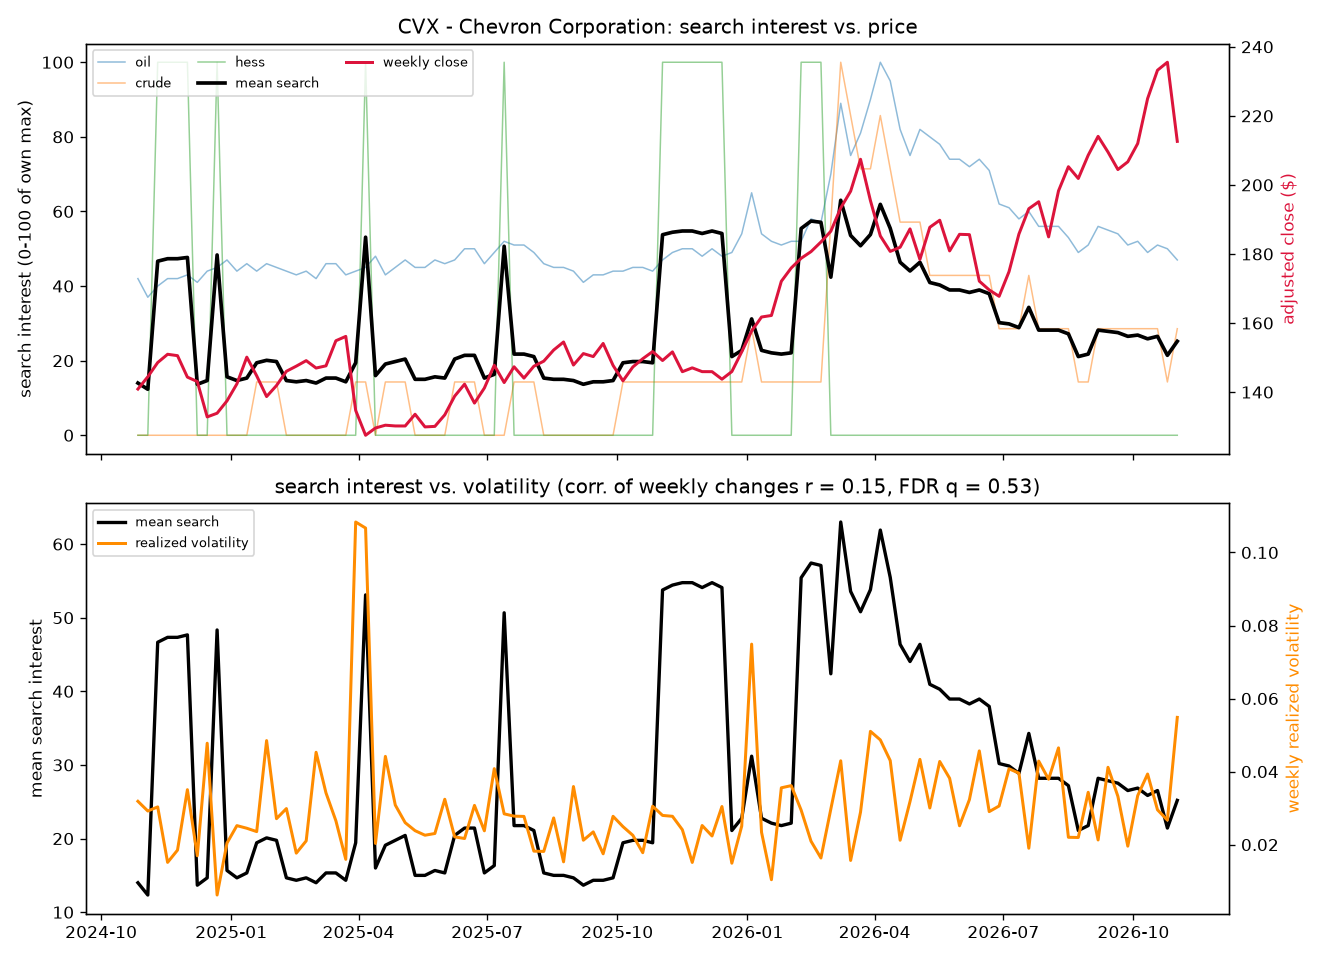 CVX - Chevron Corporation: search interest vs. price
oil
crude
hess
mean search
weekly close
search interest (0-100 of own max)
100
80
60
40
20
0
240
220
200
180
160
140
adjusted close ($)
search interest vs. volatility (corr. of weekly changes r = 0.15, FDR q = 0.53)
mean search
realized volatility
mean search interest
60
50
40
30
20
10
0.10
0.08
0.06
0.04
0.02
weekly realized volatility
2024-10
2025-01
2025-04
2025-07
2025-10
2026-01
2026-04
2026-07
2026-10